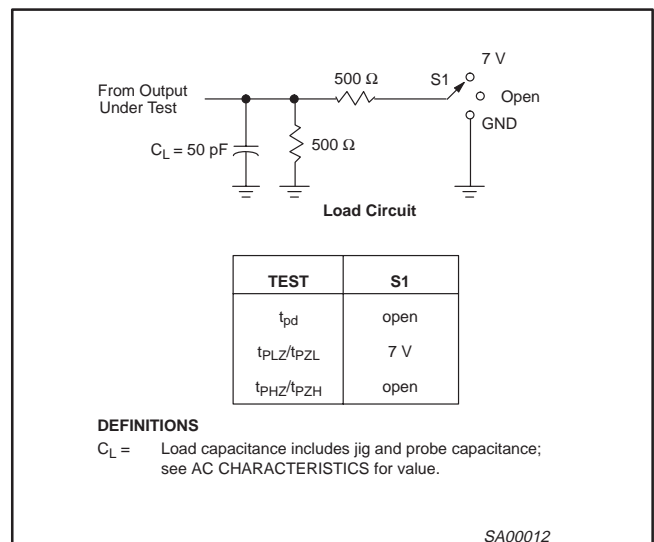 7 V
500 Ω
S1
From Output
Under Test
Open
GND
C_L = 50 pF
500 Ω
Load Circuit
TEST S1
t_pd open
t_PLZ/t_PZL 7 V
t_PHZ/t_PZH open
DEFINITIONS
C_L = Load capacitance includes jig and probe capacitance;
see AC CHARACTERISTICS for value.
SA00012